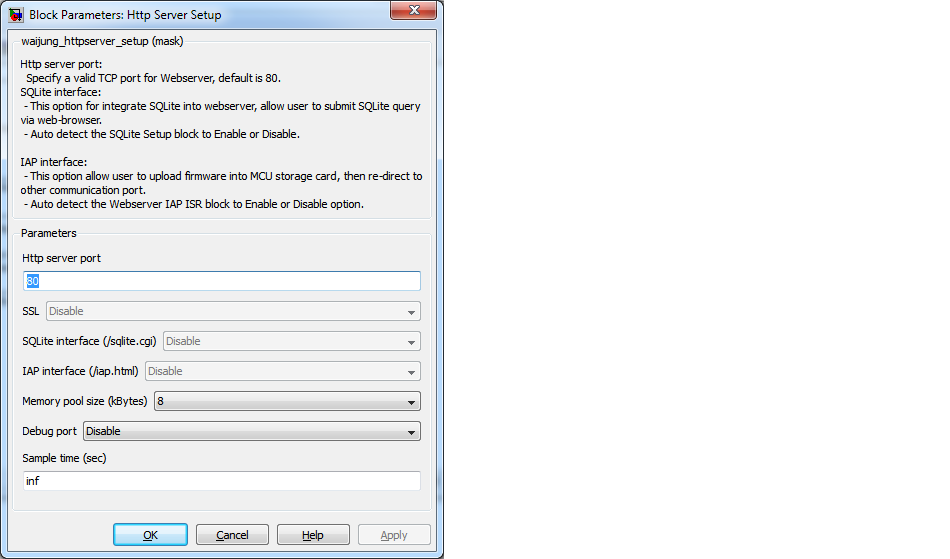 Block Parameters: Http Server Setup
waijung_httpserver_setup (mask)
Http server port:
Specify a valid TCP port for Webserver, default is 80.
SQLite interface:
- This option for integrate SQLite into webserver, allow user to submit SQLite query
via web-browser.
- Auto detect the SQLite Setup block to Enable or Disable.
IAP interface:
- This option allow user to upload firmware into MCU storage card, then re-direct to
other communication port.
- Auto detect the Webserver IAP ISR block to Enable or Disable option.
Parameters
Http server port
80
SSL Disable
SQLite interface (/sqlite.cgi) Disable
IAP interface (/iap.html) Disable
Memory pool size (kBytes) 8
Debug port Disable
Sample time (sec)
inf
OK Cancel Help Apply